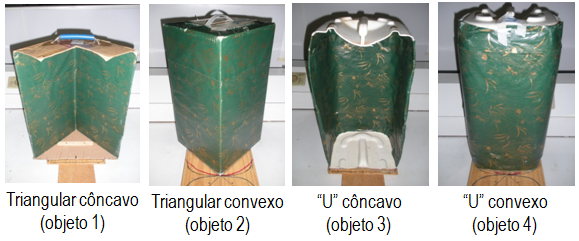 Triangular côncavo
(objeto 1)
Triangular convexo
(objeto 2)
“U” côncavo
(objeto 3)
“U” convexo
(objeto 4)